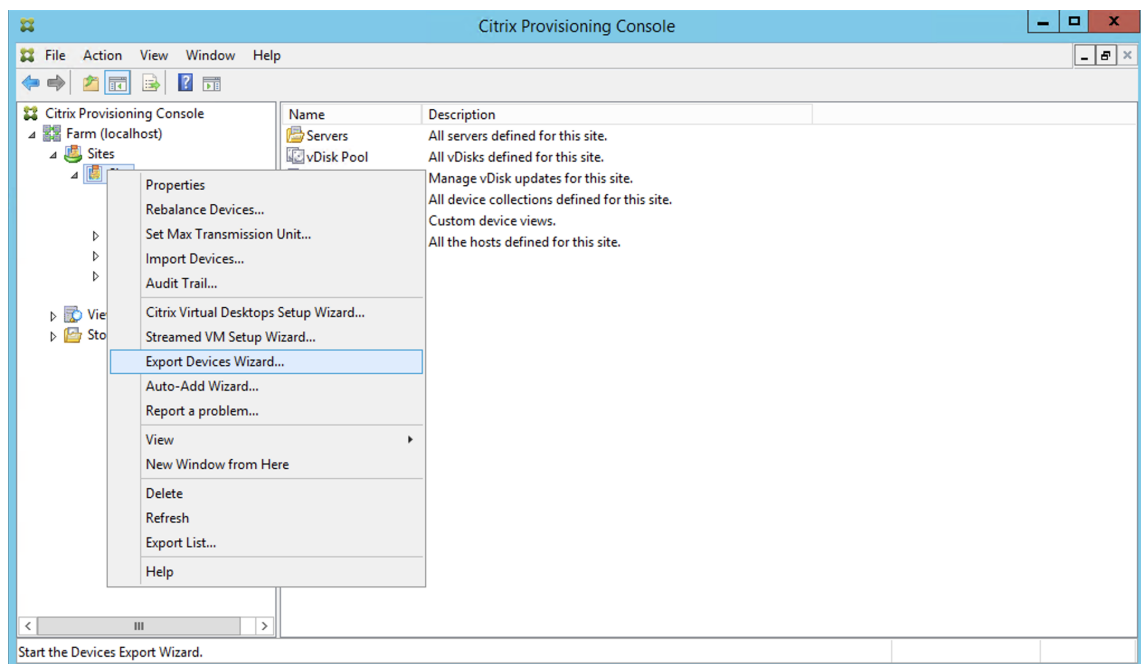 Citrix Provisioning Console
File Action View Window Help
Citrix Provisioning Console
Farm (localhost)
Sites
Name Description
Servers All servers defined for this site.
vDisk Pool All vDisks defined for this site.
Manage vDisk updates for this site.
All device collections defined for this site.
Custom device views.
All the hosts defined for this site.
Properties
Rebalance Devices...
Set Max Transmission Unit...
Import Devices...
Audit Trail...
Citrix Virtual Desktops Setup Wizard...
Streamed VM Setup Wizard...
Export Devices Wizard...
Auto-Add Wizard...
Report a problem...
View
New Window from Here
Delete
Refresh
Export List...
Help
Vie
Sto
Start the Devices Export Wizard.